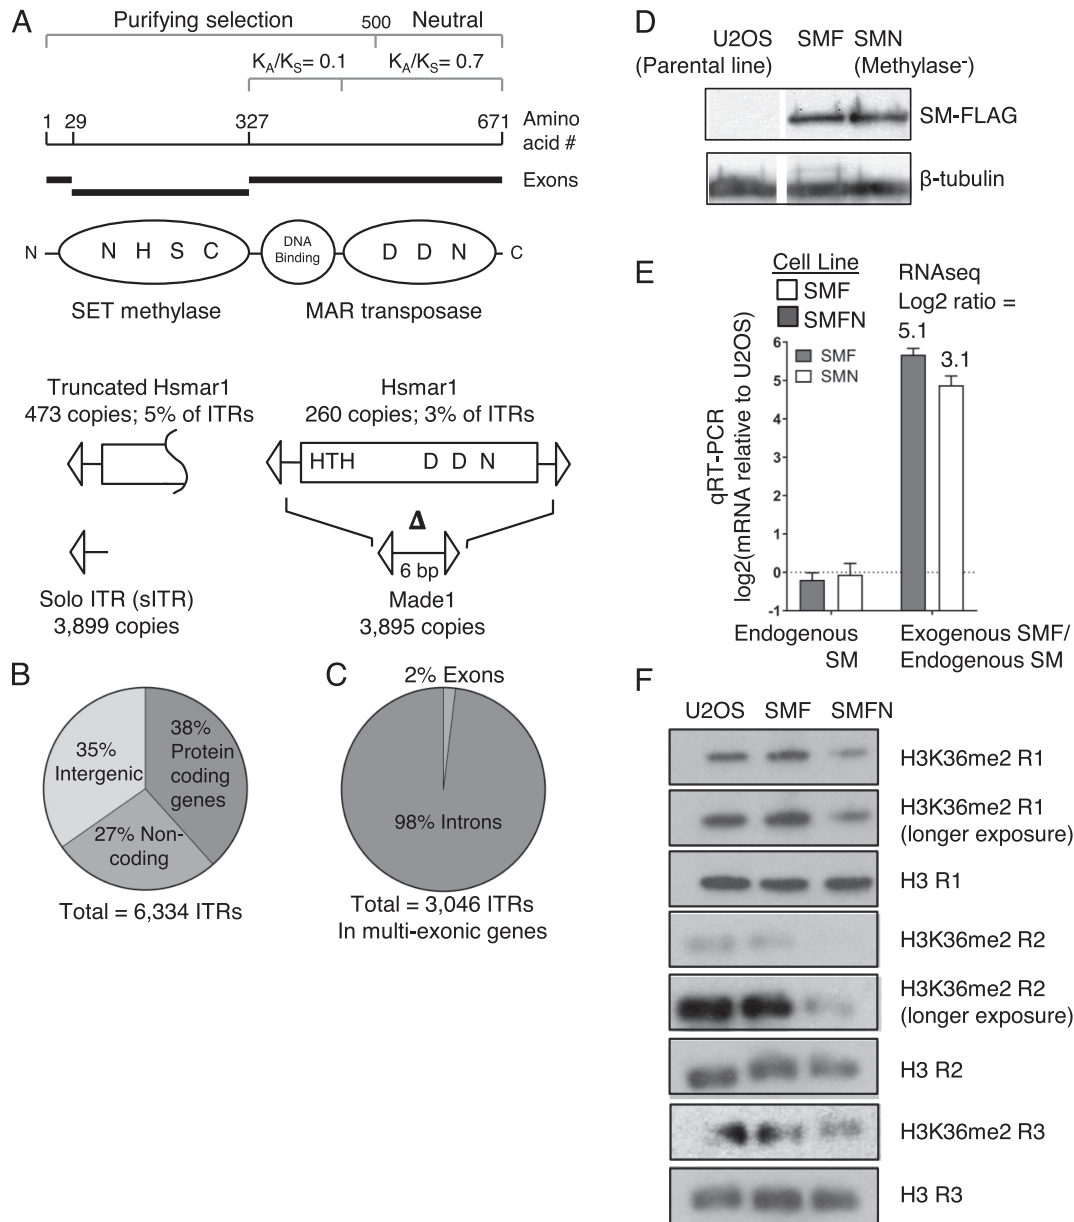 A
Purifying selection 500 Neutral
KA/KS= 0.1 KA/KS= 0.7
1 29 327 671 Amino
acid #
Exons
N N H S C DNA
Binding D D N C
SET methylase MAR transposase
Truncated Hsmar1
473 copies; 5% of ITRs
Hsmar1
260 copies; 3% of ITRs
HTH D D N
Δ
6 bp
Solo ITR (sITR)
3,899 copies
Made1
3,895 copies
B
38%
Protein
coding
genes
35%
Intergenic
27% Non-
coding
Total = 6,334 ITRs
C
2% Exons
98% Introns
Total = 3,046 ITRs
In multi-exonic genes
D
U2OS
(Parental line)
SMF
SMN
(Methylase-)
SM-FLAG
β-tubulin
E
Cell Line
SMF
SMFN
RNAseq
Log2 ratio =
5.1
3.1
SMF
SMN
qRT-PCR
log2(mRNA relative to U2OS)
6
5
4
3
2
1
0
-1
Endogenous
SM
Exogenous SMF/
Endogenous SM
F
U2OS SMF SMFN
H3K36me2 R1
H3K36me2 R1
(longer exposure)
H3 R1
H3K36me2 R2
H3K36me2 R2
(longer exposure)
H3 R2
H3K36me2 R3
H3 R3